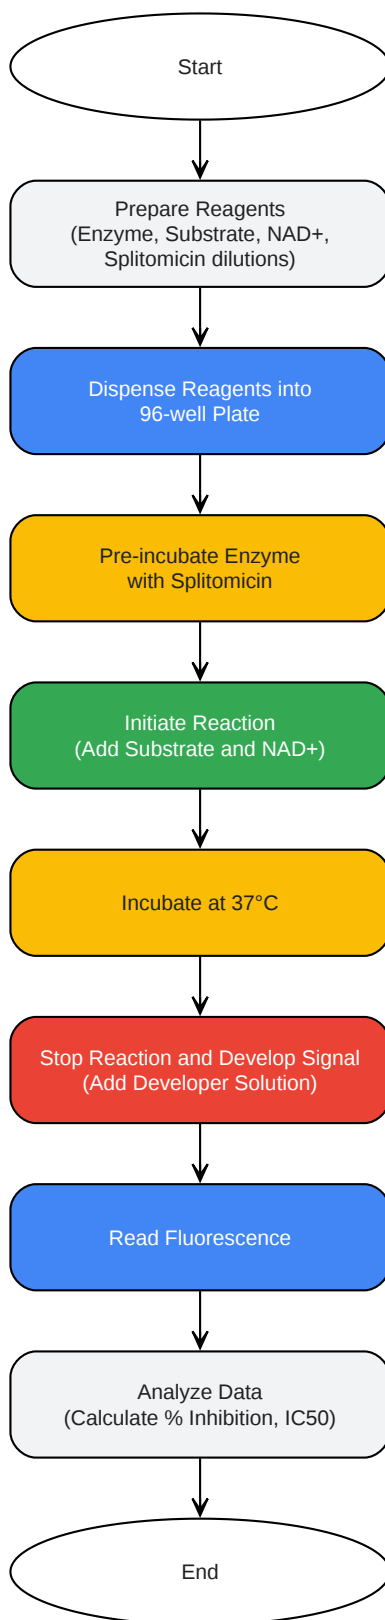 Start
Prepare Reagents
(Enzyme, Substrate, NAD+,
Splitomicin dilutions)
Dispense Reagents into
96-well Plate
Pre-incubate Enzyme
with Splitomicin
Initiate Reaction
(Add Substrate and NAD+)
Incubate at 37°C
Stop Reaction and Develop Signal
(Add Developer Solution)
Read Fluorescence
Analyze Data
(Calculate % Inhibition, IC50)
End